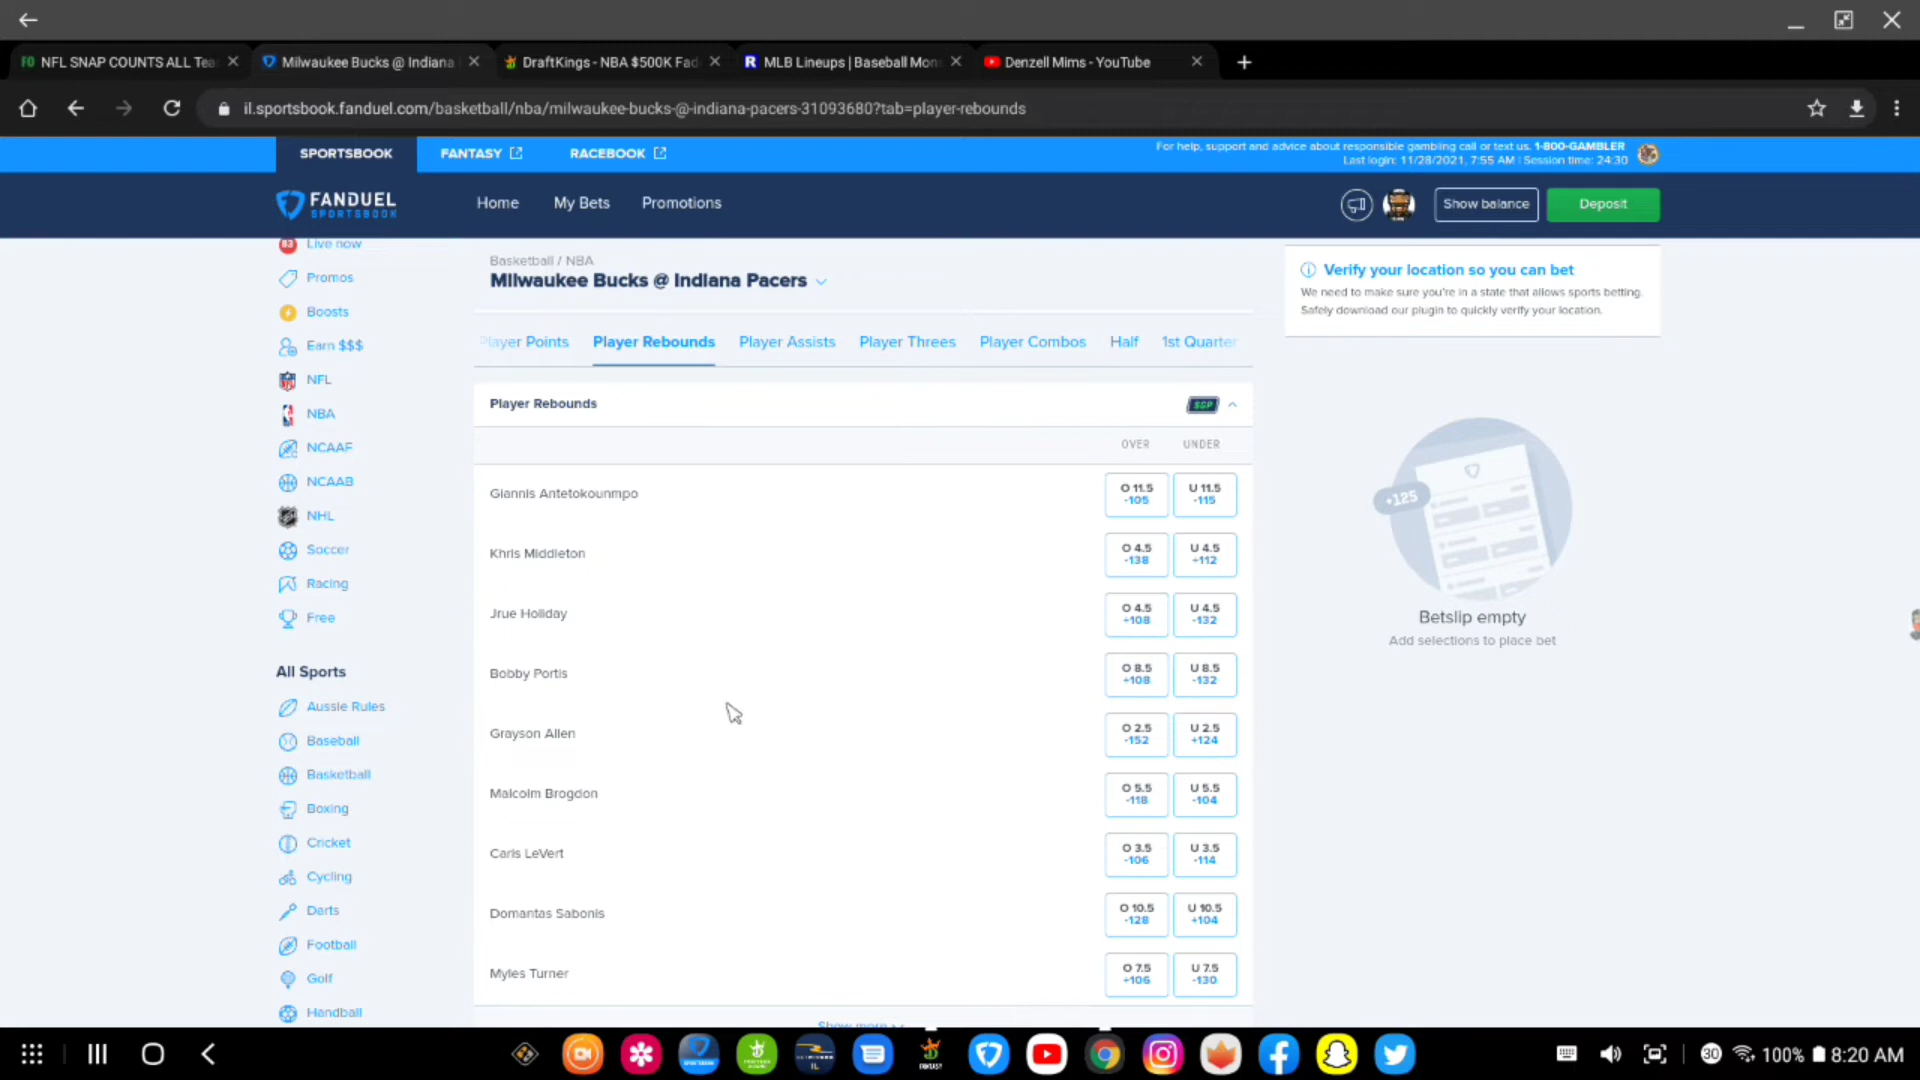 NFL SNAP COUNTS ALL Tea
Milwaukee Bucks @ Indiana
DraftKings - NBA $500K Fad
MLB Lineups | Baseball Mon
Denzell Mims - YouTube
il.sportsbook.fanduel.com/basketball/nba/milwaukee-bucks-@-indiana-pacers-31093680?tab=player-rebounds
SPORTSBOOK
FANTASY
RACEBOOK
For help, support and advice about responsible gambling call or text us. 1-800-GAMBLER
Last login: 11/28/2021, 7:55 AM | Session time: 24:30
FANDUEL
SPORTSBOOK
Home
My Bets
Promotions
Show balance
Deposit
83 Live now
Promos
Boosts
Earn $$$
NFL
NBA
NCAAF
NCAAB
NHL
Soccer
Racing
Free
All Sports
Aussie Rules
Baseball
Basketball
Boxing
Cricket
Cycling
Darts
Football
Golf
Handball
Basketball / NBA
Milwaukee Bucks @ Indiana Pacers
Player Points
Player Rebounds
Player Assists
Player Threes
Player Combos
Half
1st Quarter
Player Rebounds
SGP
OVER UNDER
Giannis Antetokounmpo
O 11.5 U 11.5
-105 -115
Khris Middleton
O 4.5 U 4.5
-138 +112
Jrue Holiday
O 4.5 U 4.5
+108 -132
Bobby Portis
O 8.5 U 8.5
+108 -132
Grayson Allen
O 2.5 U 2.5
-152 +124
Malcolm Brogdon
O 5.5 U 5.5
-118 -104
Caris LeVert
O 3.5 U 3.5
-106 -114
Domantas Sabonis
O 10.5 U 10.5
-128 +104
Myles Turner
O 7.5 U 7.5
+106 -130
Show more
Verify your location so you can bet
We need to make sure you're in a state that allows sports betting.
Safely download our plugin to quickly verify your location.
+125
Betslip empty
Add selections to place bet
30
100%
8:20 AM